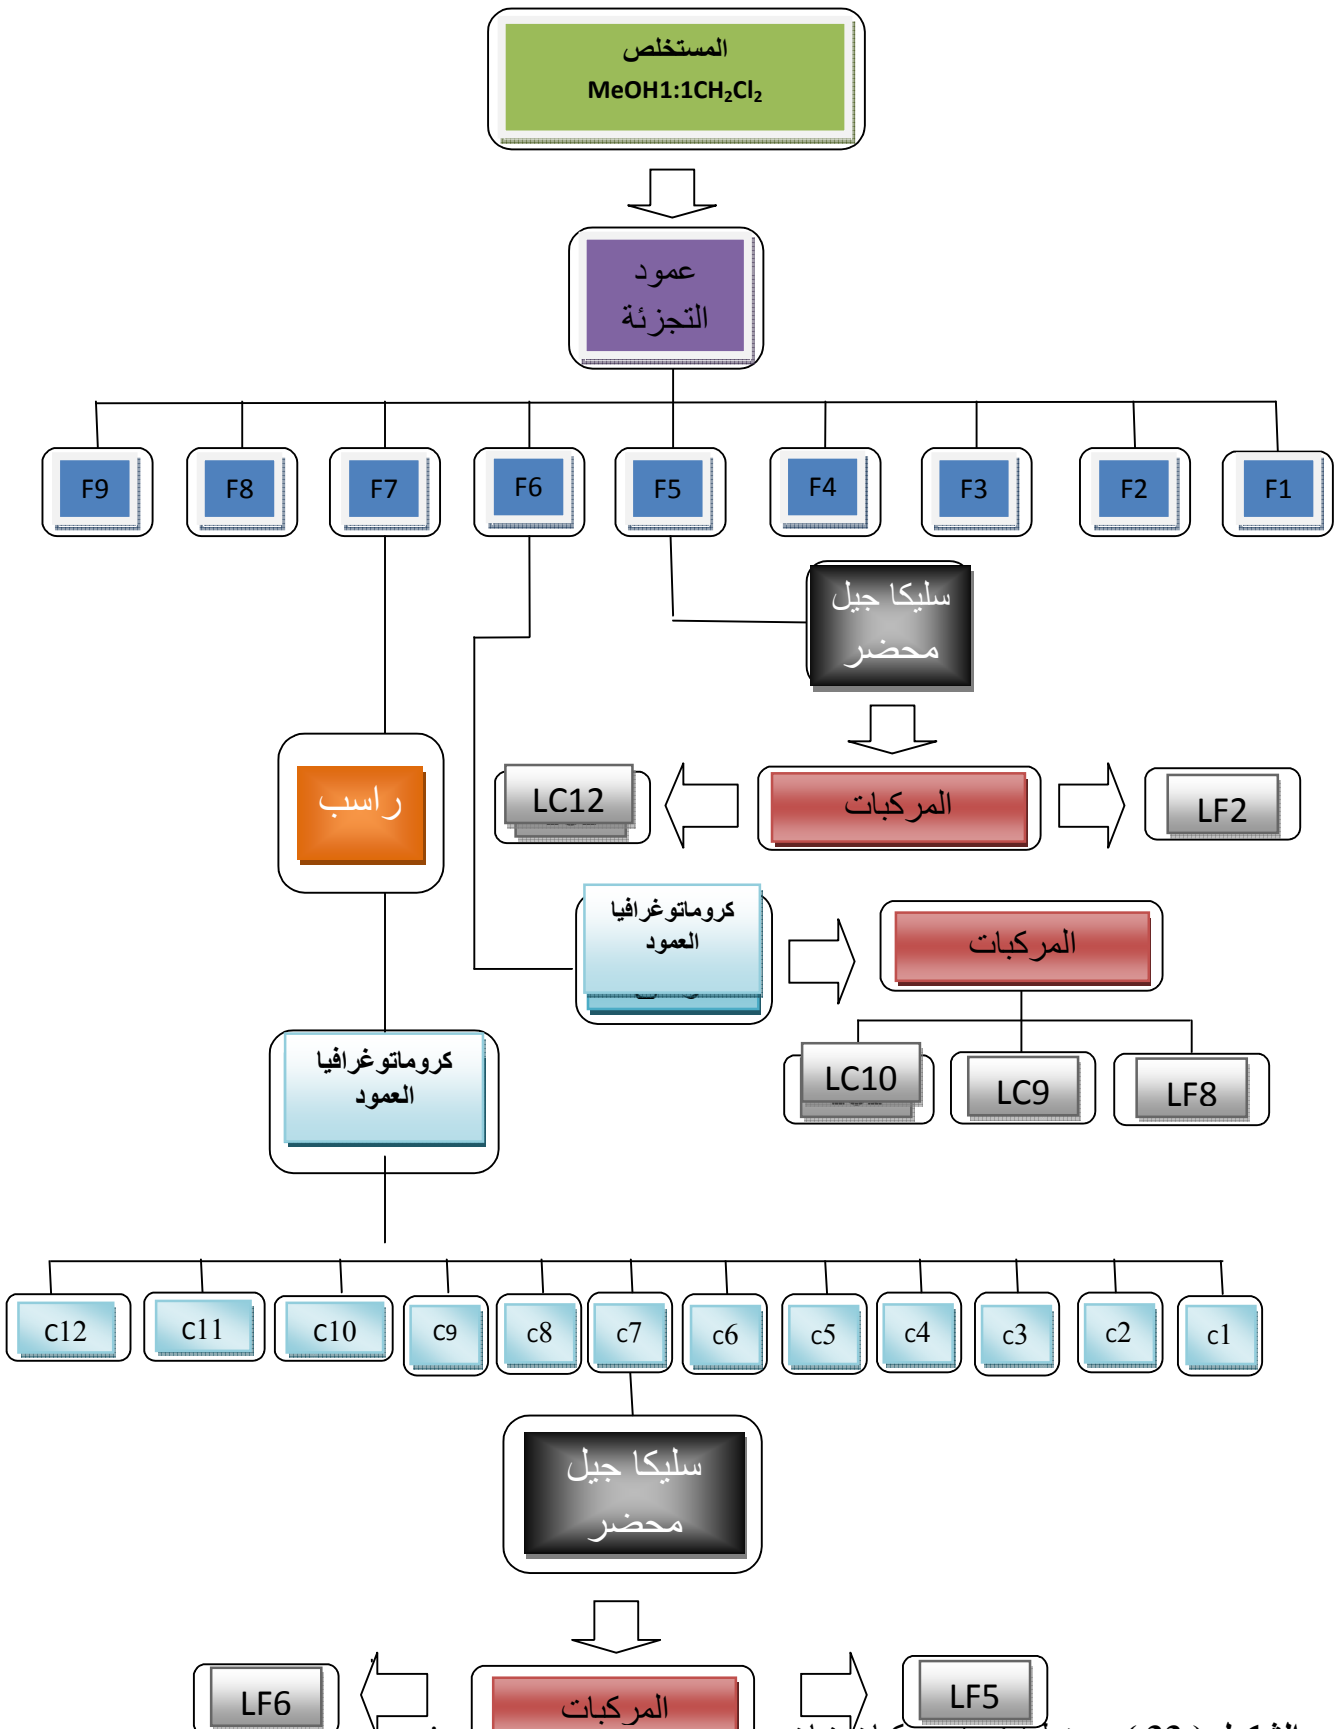 المستخلص
MeOH1:1CH₂Cl₂
عمود
التجزئة
F9 F8 F7 F6 F5 F4 F3 F2 F1
سليكا جيل
محضر
راسب
LC12
المركبات
LF2
كروماتوغرافيا
العمود
المركبات
LC10 LC9 LF8
كروماتوغرافيا
العمود
C12 C11 C10 C9 C8 C7 C6 C5 C4 C3 C2 C1
سليكا جيل
محضر
LF6
المركبات
LF5